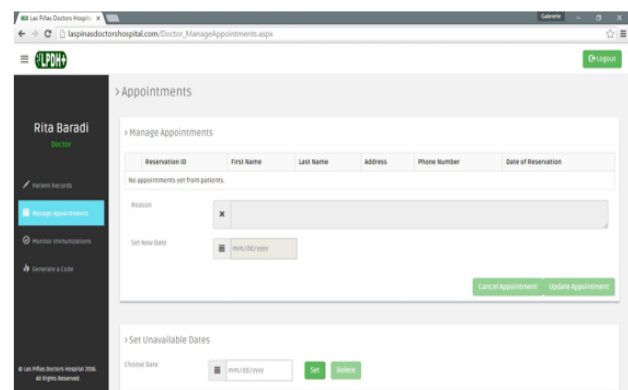 Las Piñas Doctors Hospit
Gabriele
laspinasdoctorshospital.com/Doctor_ManageAppointments.aspx
LPDH+
Logout
> Appointments
Rita Baradi
Doctor
Patient Records
Manage Appointments
Monitor Immunizations
Generate a Code
© Las Piñas Doctors Hospital 2016.
All Rights Reserved.
> Manage Appointments
Reservation ID First Name Last Name Address Phone Number Date of Reservation
No appointments yet from patients.
Reason
Set New Date mm/dd/yyyy
Cancel Appointment Update Appointment
> Set Unavailable Dates
Choose Date mm/dd/yyyy Set Delete